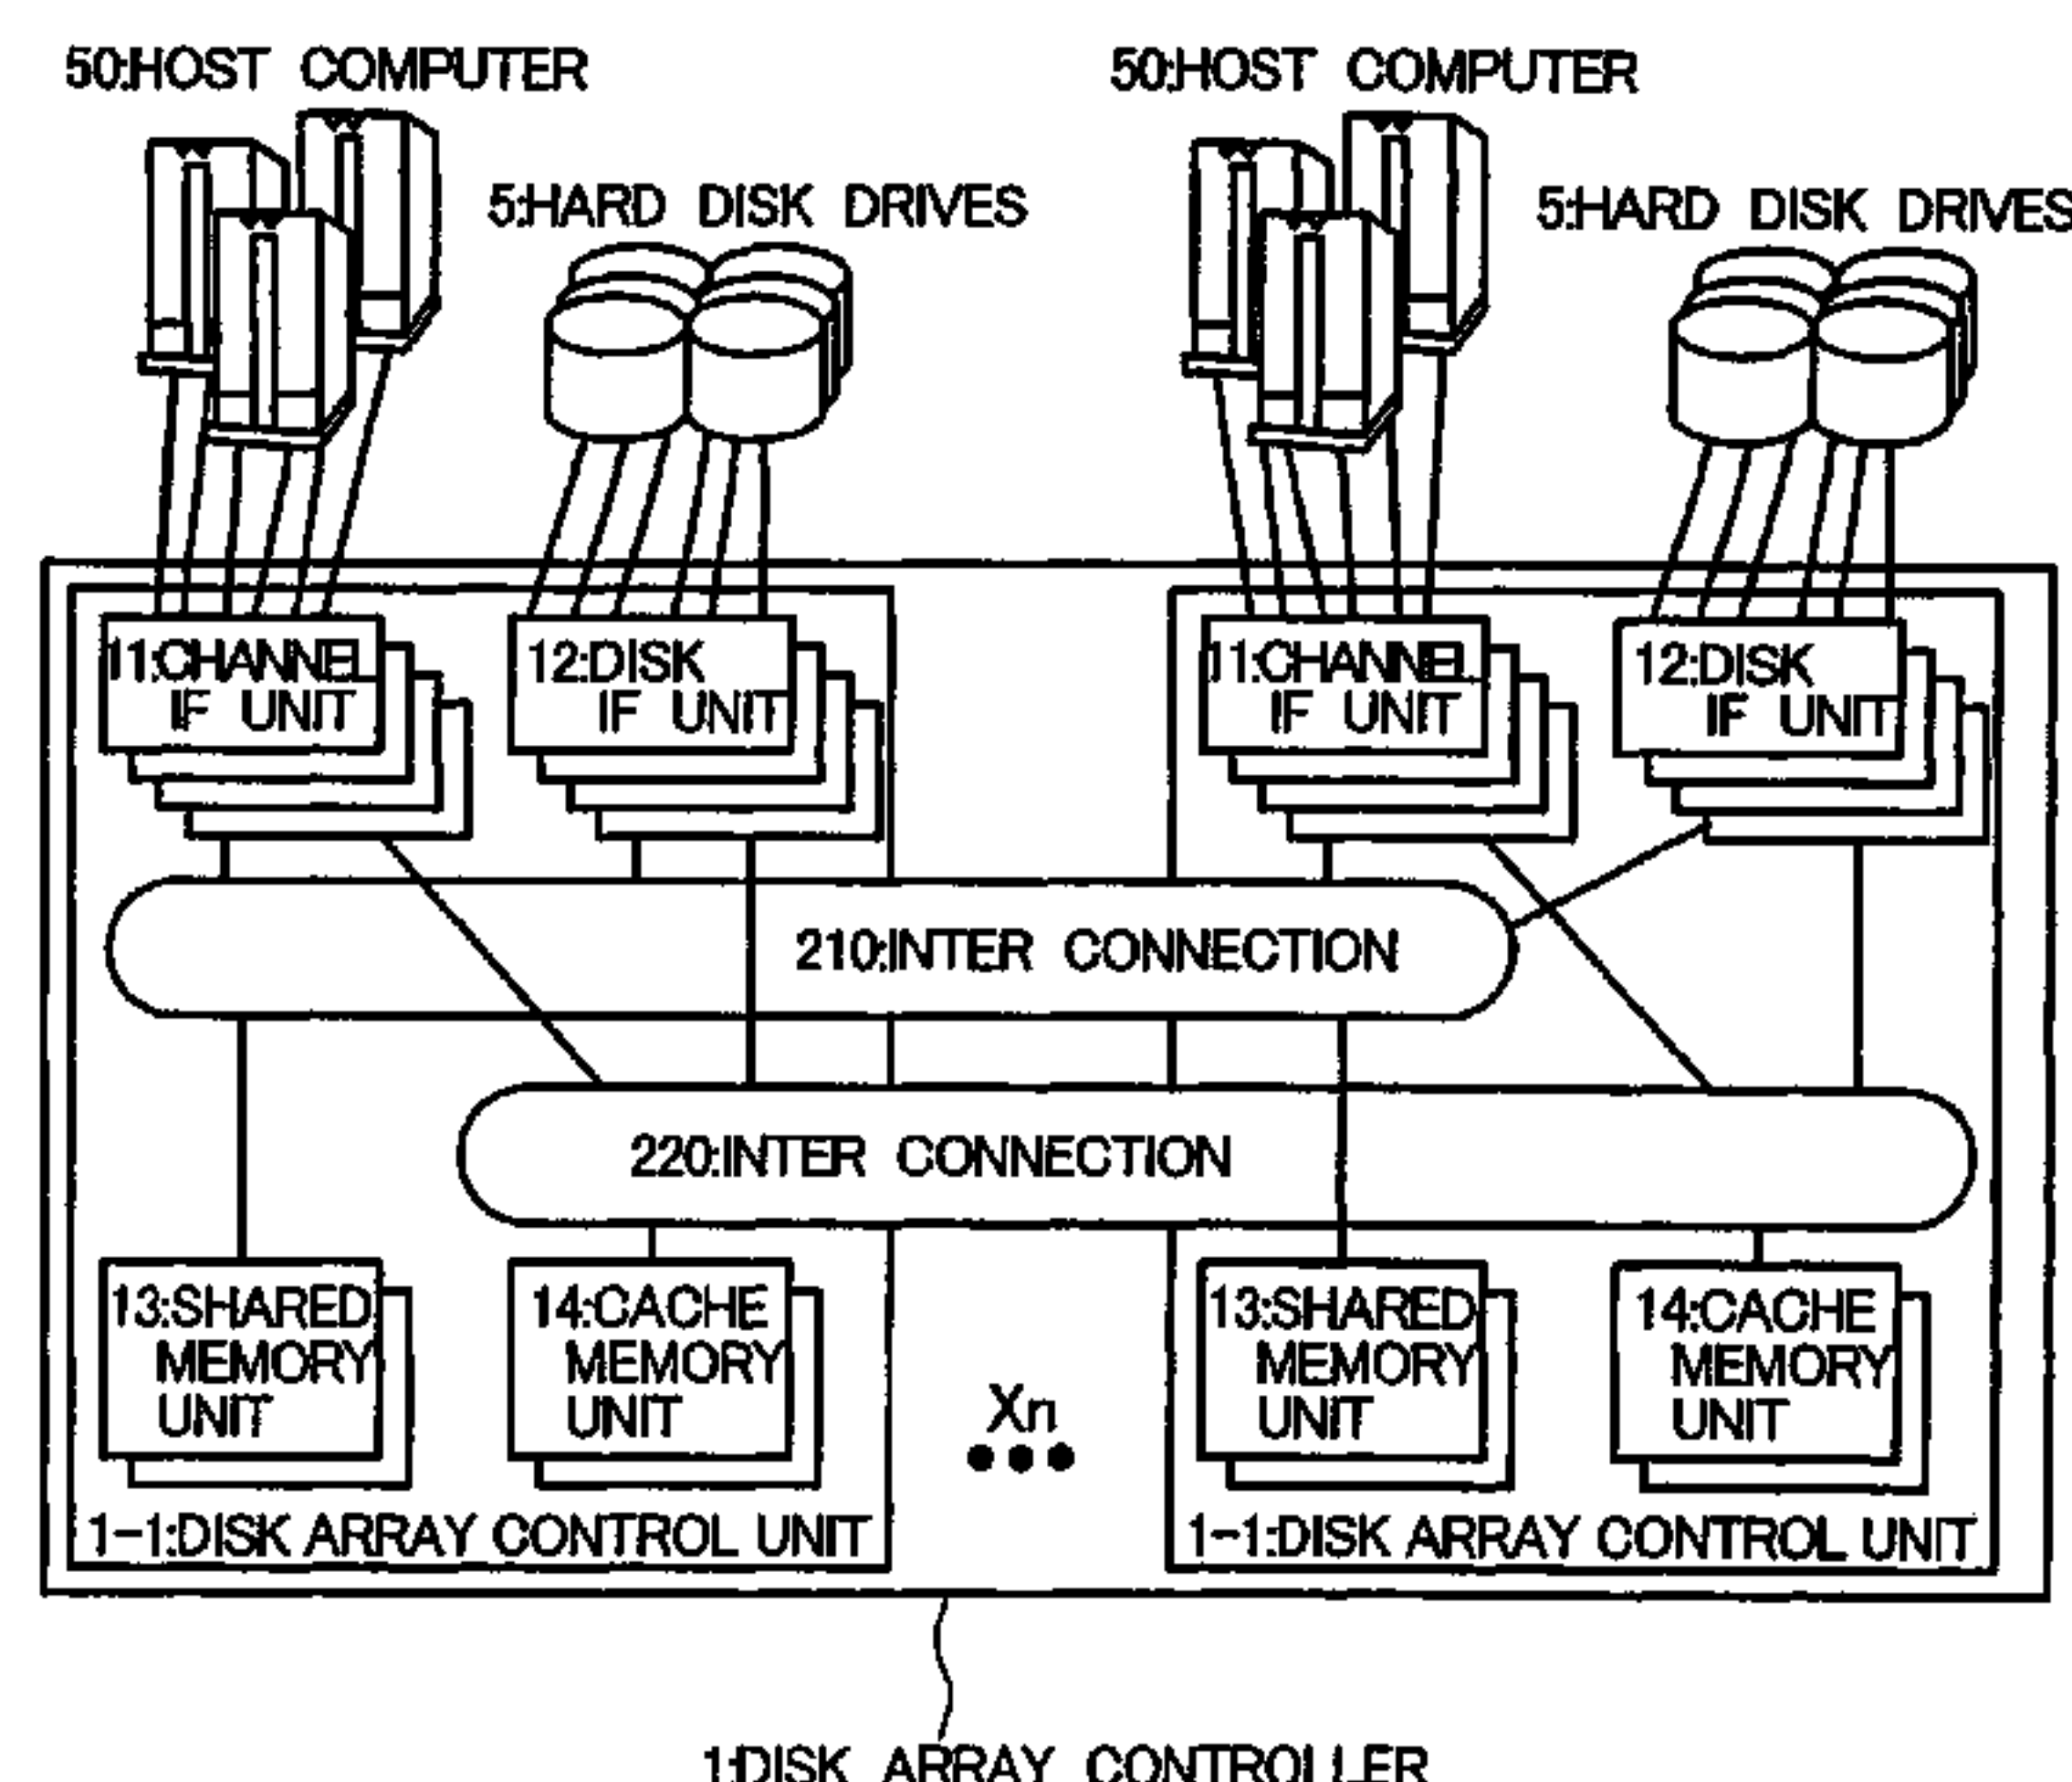 50:HOST COMPUTER
50:HOST COMPUTER
5:HARD DISK DRIVES
5:HARD DISK DRIVES
11:CHANNEL
IF UNIT
12:DISK
IF UNIT
11:CHANNEL
IF UNIT
12:DISK
IF UNIT
210:INTER CONNECTION
220:INTER CONNECTION
13:SHARED
MEMORY
UNIT
14:CACHE
MEMORY
UNIT
Xn
13:SHARED
MEMORY
UNIT
14:CACHE
MEMORY
UNIT
1-1:DISK ARRAY CONTROL UNIT
1-1:DISK ARRAY CONTROL UNIT
1:DISK ARRAY CONTROLLER